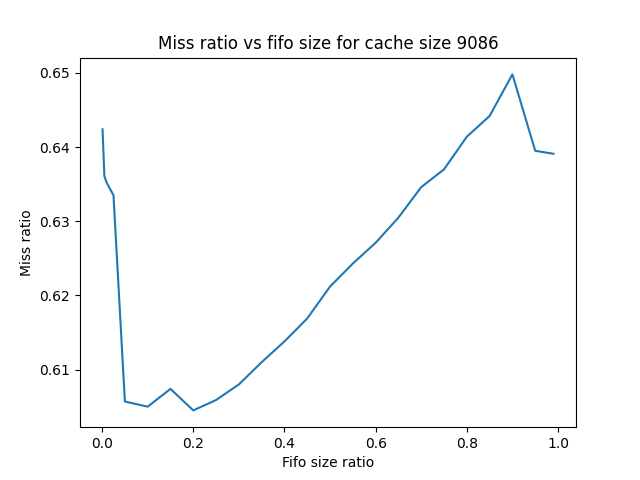 Miss ratio vs fifo size for cache size 9086
0.65
0.64
0.63
0.62
0.61
Miss ratio
0.0 0.2 0.4 0.6 0.8 1.0
Fifo size ratio